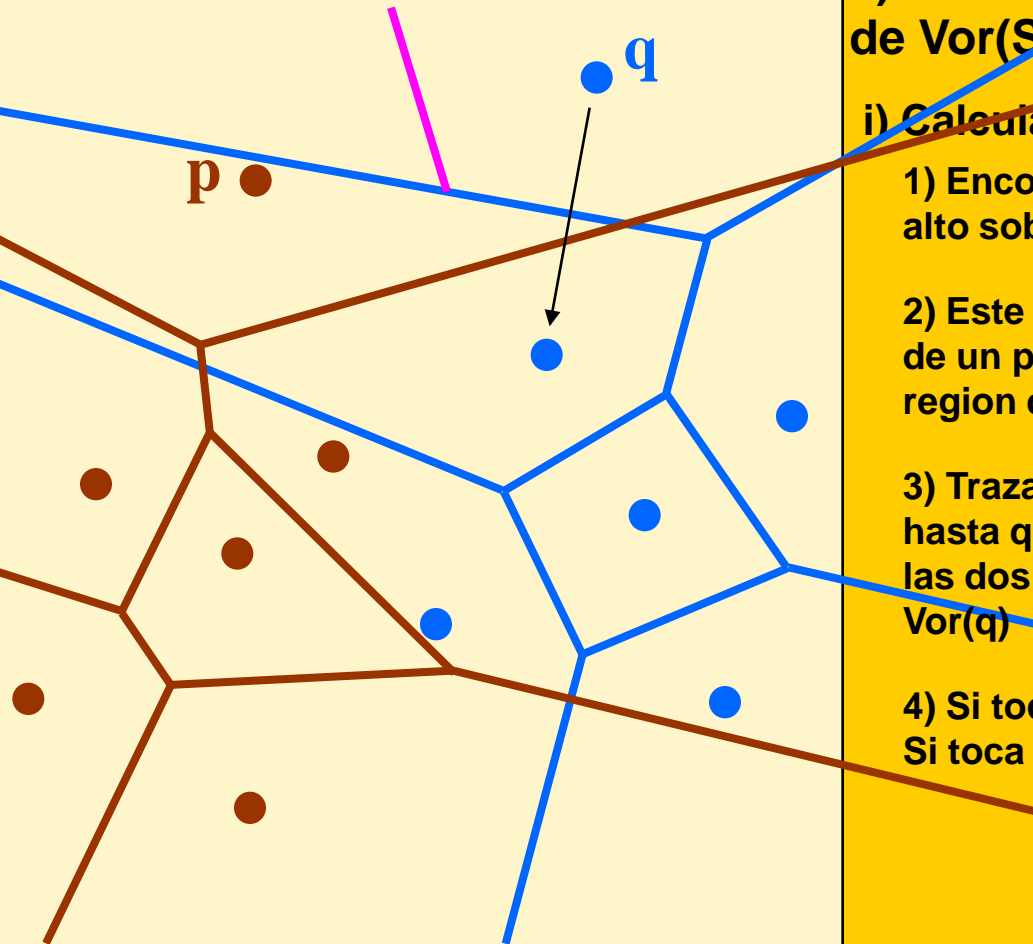 q
p
de Vor(S
i) Calcula
1) Enco
alto sob
2) Este
de un p
region
3) Traza
hasta q
las dos
Vor(q)
4) Si toc
Si toca